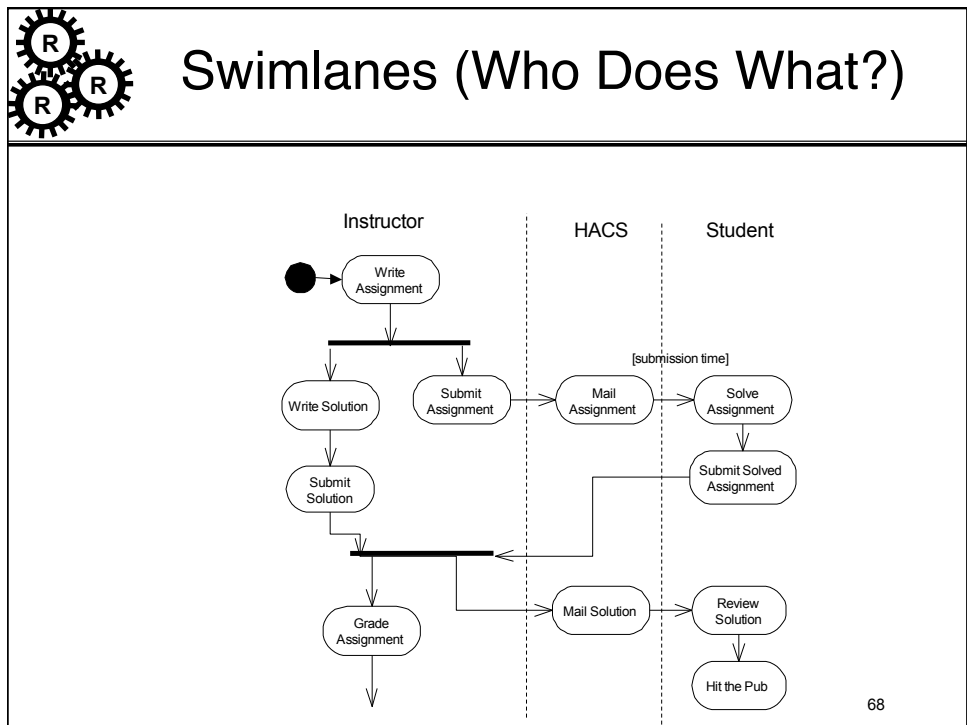 R
R
R
Swimlanes (Who Does What?)
Instructor
HACS
Student
Write
Assignment
[submission time]
Write Solution
Submit
Assignment
Mail
Assignment
Solve
Assignment
Submit
Solution
Submit Solved
Assignment
Grade
Assignment
Mail Solution
Review
Solution
Hit the Pub
68